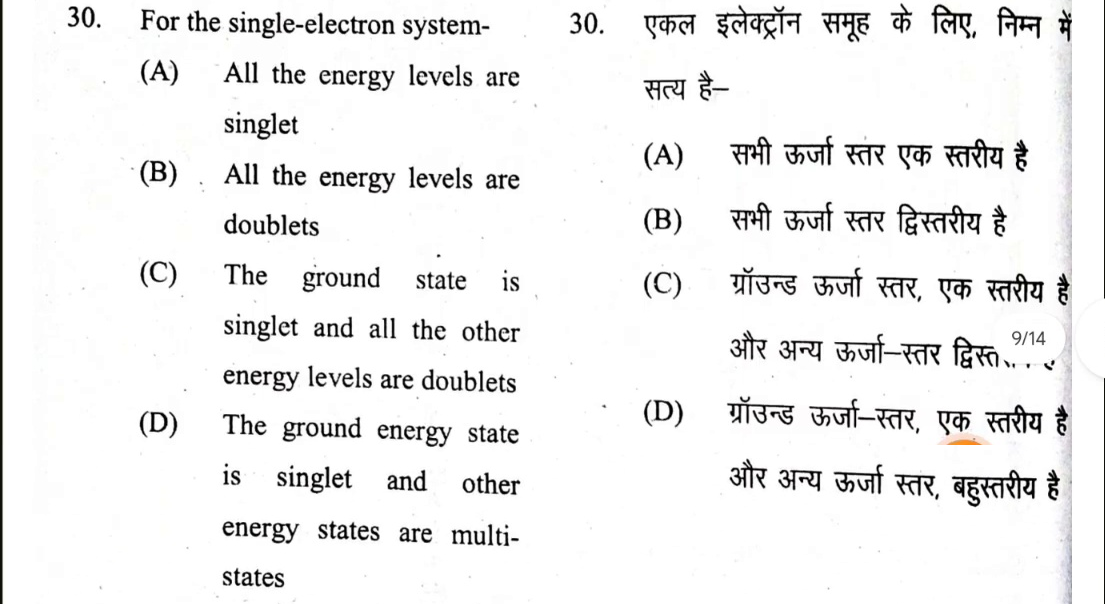 30. For the single-electron system-
(A) All the energy levels are
singlet
(B) All the energy levels are
doublets
(C) The ground state is
singlet and all the other
energy levels are doublets
(D) The ground energy state
is singlet and other
energy states are multi-
states
30. एकल इलेक्ट्रॉन समूह के लिए, निम्न में
सत्य है–
(A) सभी ऊर्जा स्तर एक स्तरीय है
(B) सभी ऊर्जा स्तर द्विस्तरीय है
(C) ग्रॉउन्ड ऊर्जा स्तर, एक स्तरीय है
और अन्य ऊर्जा–स्तर
9/14
(D) ग्रॉउन्ड ऊर्जा–स्तर, एक स्तरीय है
और अन्य ऊर्जा स्तर, बहुस्तरीय है